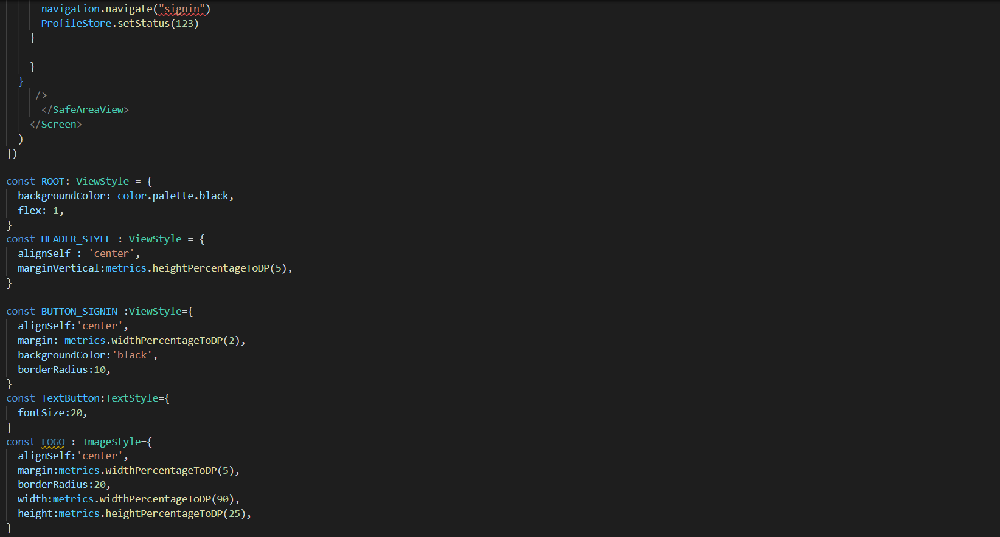 navigation.navigate("signin")
ProfileStore.setStatus(123)
}
}
}
/>
</SafeAreaView>
</Screen>
)
})
const ROOT: ViewStyle = {
backgroundColor: color.palette.black,
flex: 1,
}
const HEADER_STYLE : ViewStyle = {
alignSelf : 'center',
marginVertical:metrics.heightPercentageToDP(5),
}
const BUTTON_SIGNIN :ViewStyle={
alignSelf:'center',
margin: metrics.widthPercentageToDP(2),
backgroundColor:'black',
borderRadius:10,
}
const TextButton:TextStyle={
fontSize:20,
}
const LOGO : ImageStyle={
alignSelf:'center',
margin:metrics.widthPercentageToDP(5),
borderRadius:20,
width:metrics.widthPercentageToDP(90),
height:metrics.heightPercentageToDP(25),
}